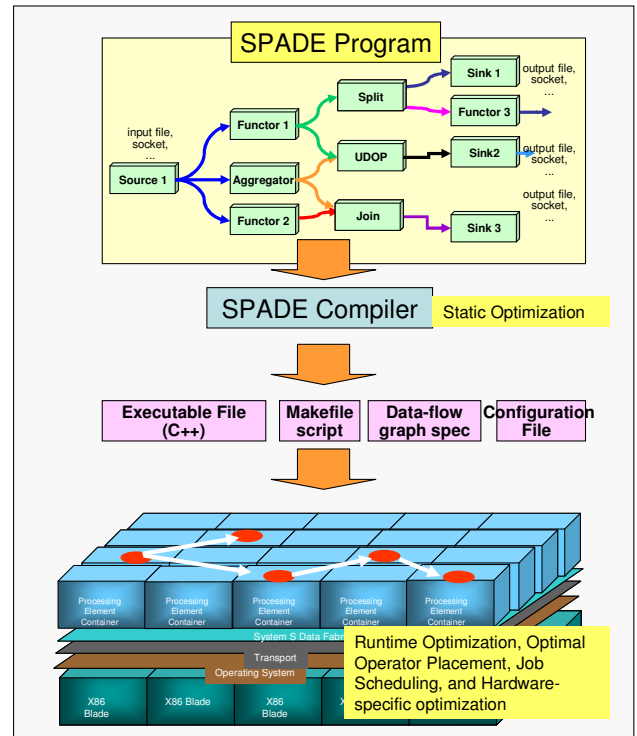 SPADE Program
Sink 1
output file,
socket,
...
Split
Functor 3
input file,
socket,
...
Functor 1
output file,
socket,
...
UDOP
Sink2
Source 1
Aggregator
output file,
socket,
...
Functor 2
Join
Sink 3
SPADE Compiler
Static Optimization
Executable File
(C++)
Makefile
script
Data-flow
graph spec
Configuration
File
Processing
Element
Container
Processing
Element
Container
Processing
Element
Container
Processing
Element
Container
Processing
Element
Container
System S Data Fabr
Transport
Operating System
X86
Blade
X86 Blade
X86
Blade
X86
Runtime Optimization, Optimal
Operator Placement, Job
Scheduling, and Hardware-
specific optimization